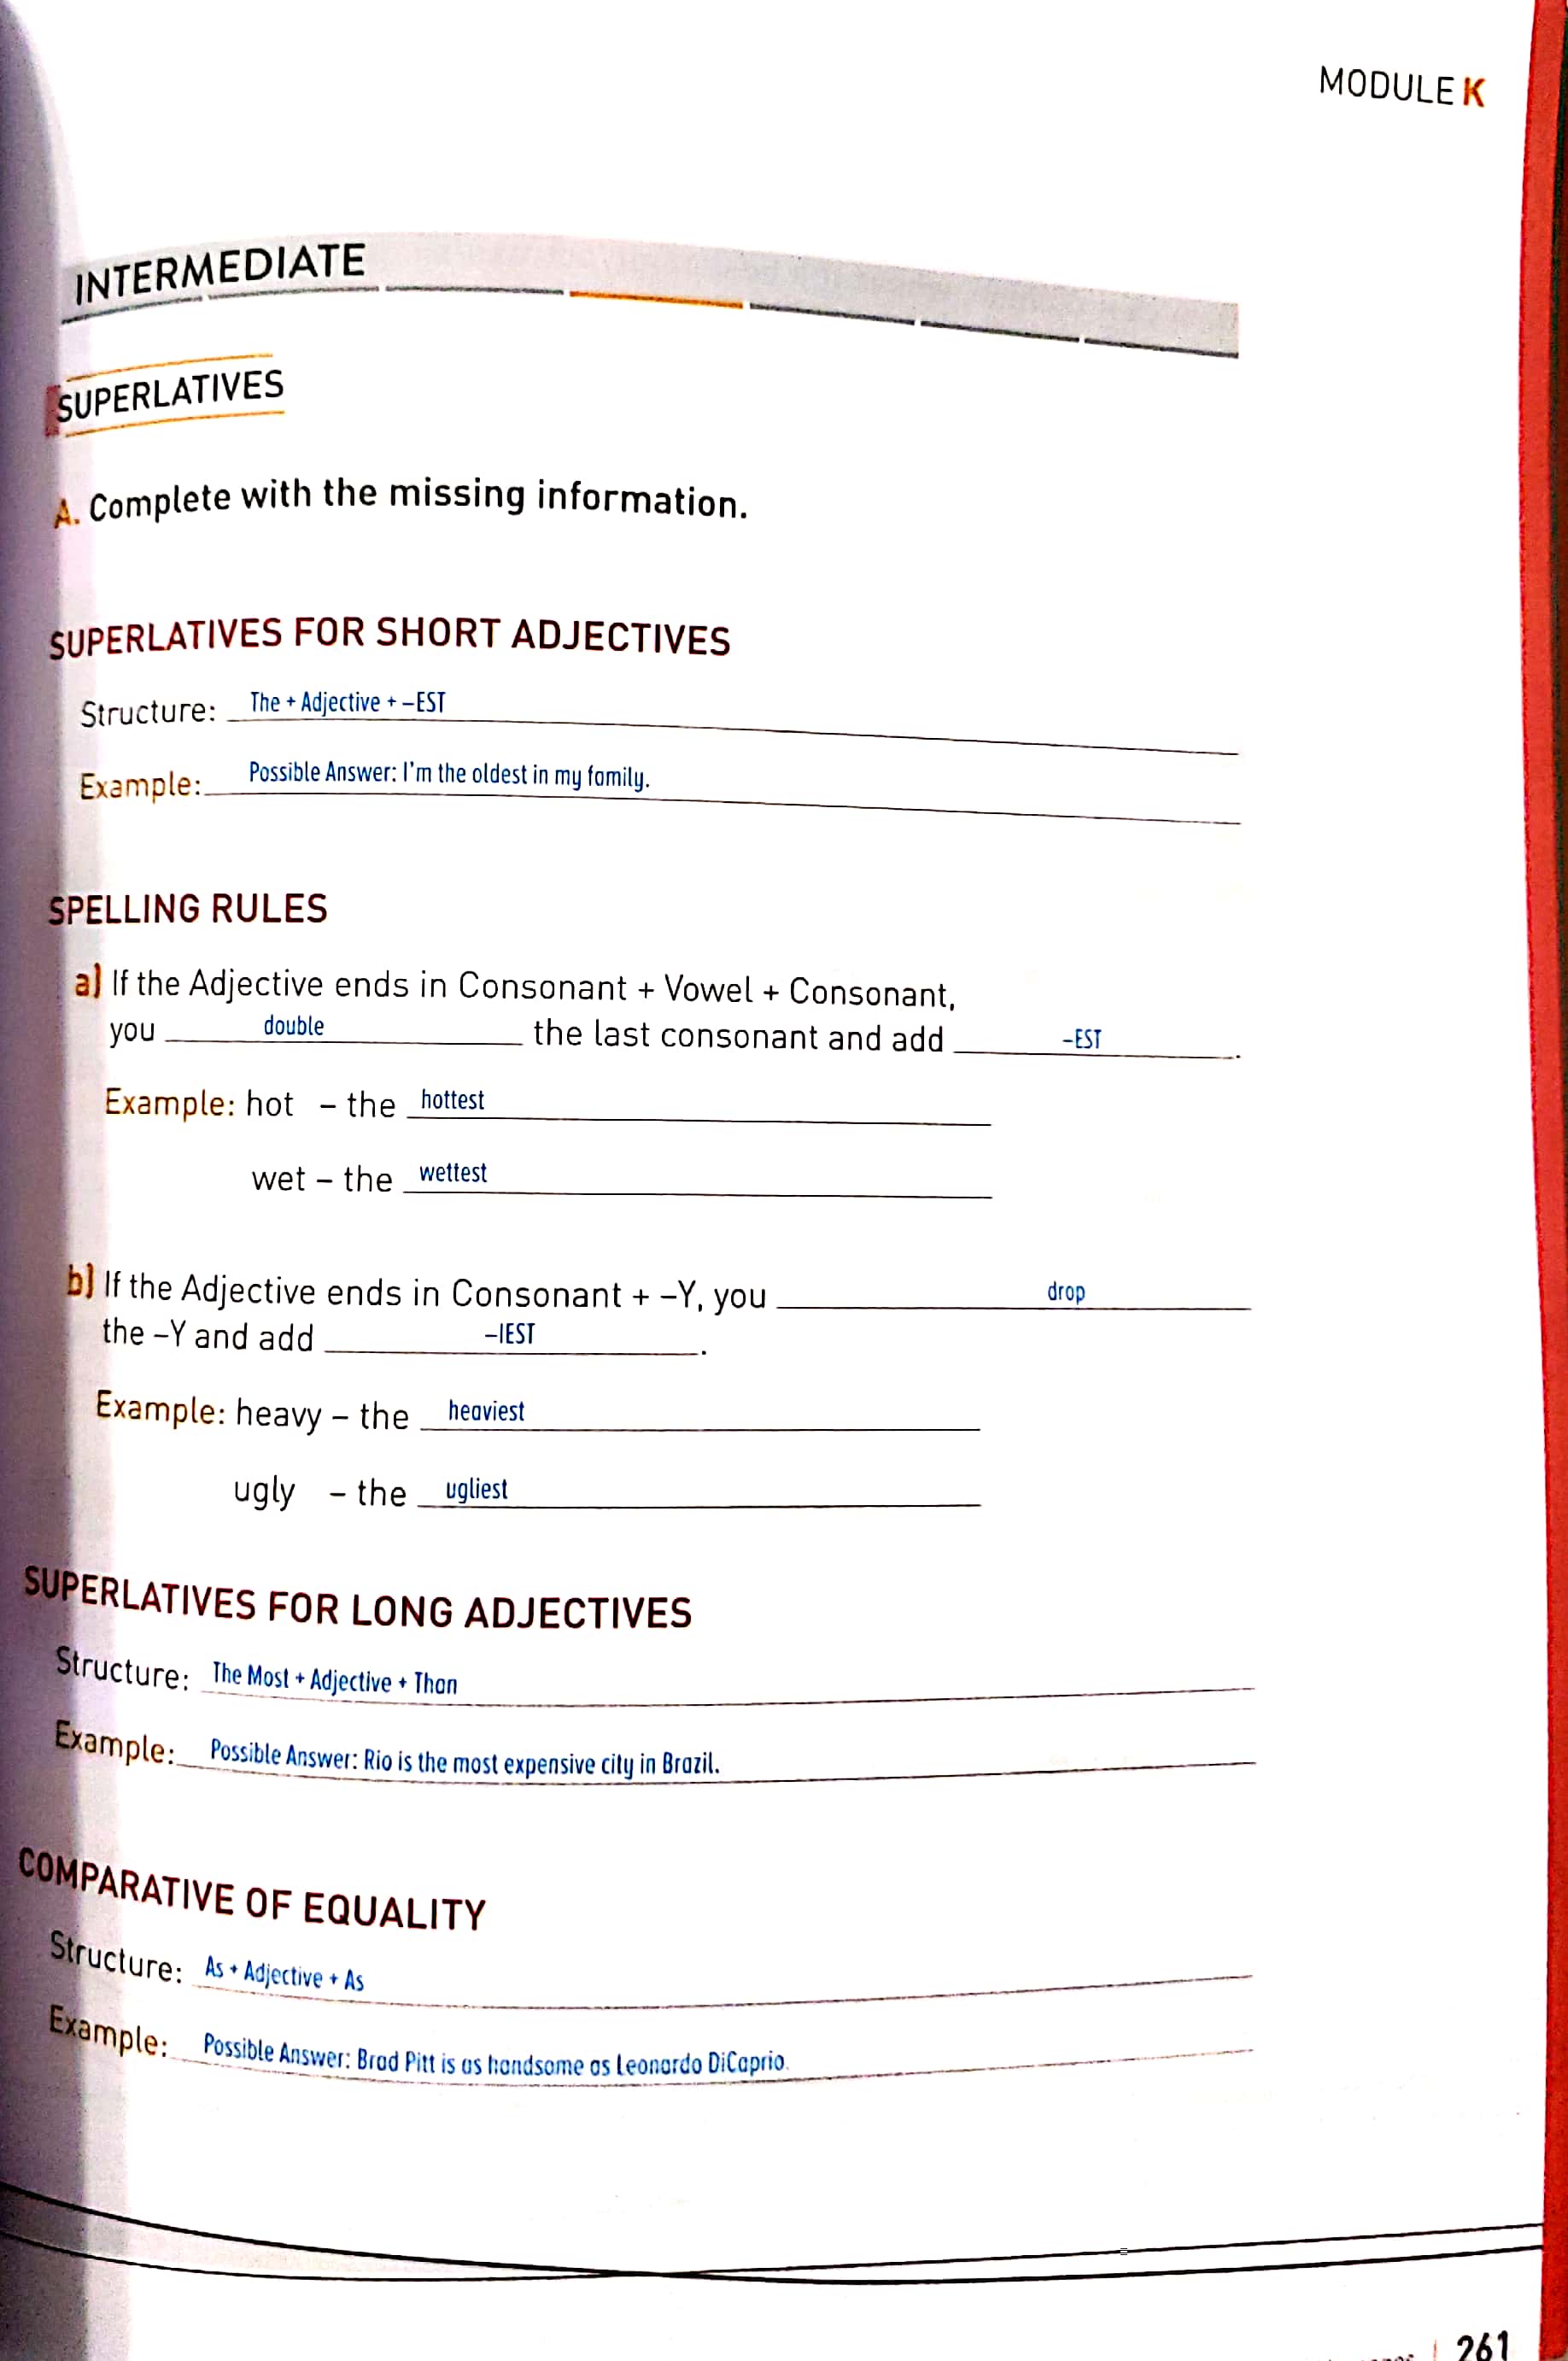 MODULE K
INTERMEDIATE
SUPERLATIVES
A. Complete with the missing information.
SUPERLATIVES FOR SHORT ADJECTIVES
Structure: The + Adjective + –EST
Example: Possible Answer: I'm the oldest in my family.
SPELLING RULES
a) If the Adjective ends in Consonant + Vowel + Consonant,
you double the last consonant and add –EST.
Example: hot – the hottest
wet – the wettest
b) If the Adjective ends in Consonant + –Y, you drop
the –Y and add –IEST.
Example: heavy – the heaviest
ugly – the ugliest
SUPERLATIVES FOR LONG ADJECTIVES
Structure: The Most + Adjective + Than
Example: Possible Answer: Rio is the most expensive city in Brazil.
COMPARATIVE OF EQUALITY
Structure: As + Adjective + As
Example: Possible Answer: Brad Pitt is as handsome as Leonardo DiCaprio.
261